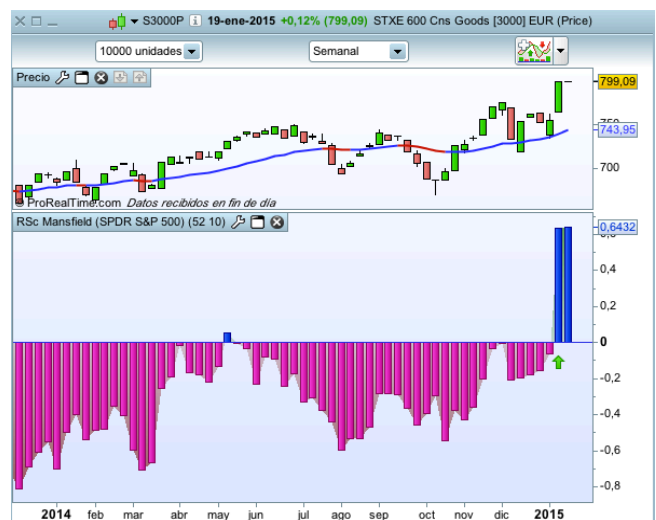 S3000P 19-ene-2015 +0,12% (799,09) STXE 600 Cns Goods [3000] EUR (Price)
10000 unidades Semanal
Precio
799,09
743,95
700
© ProRealTime.com Datos recibidos en fin de día
RSc Mansfield (SPDR S&P 500) (52 10)
0,6432
0,4
0,2
0
-0,2
-0,4
-0,6
-0,8
2014 feb mar abr may jun jul ago sep oct nov dic 2015